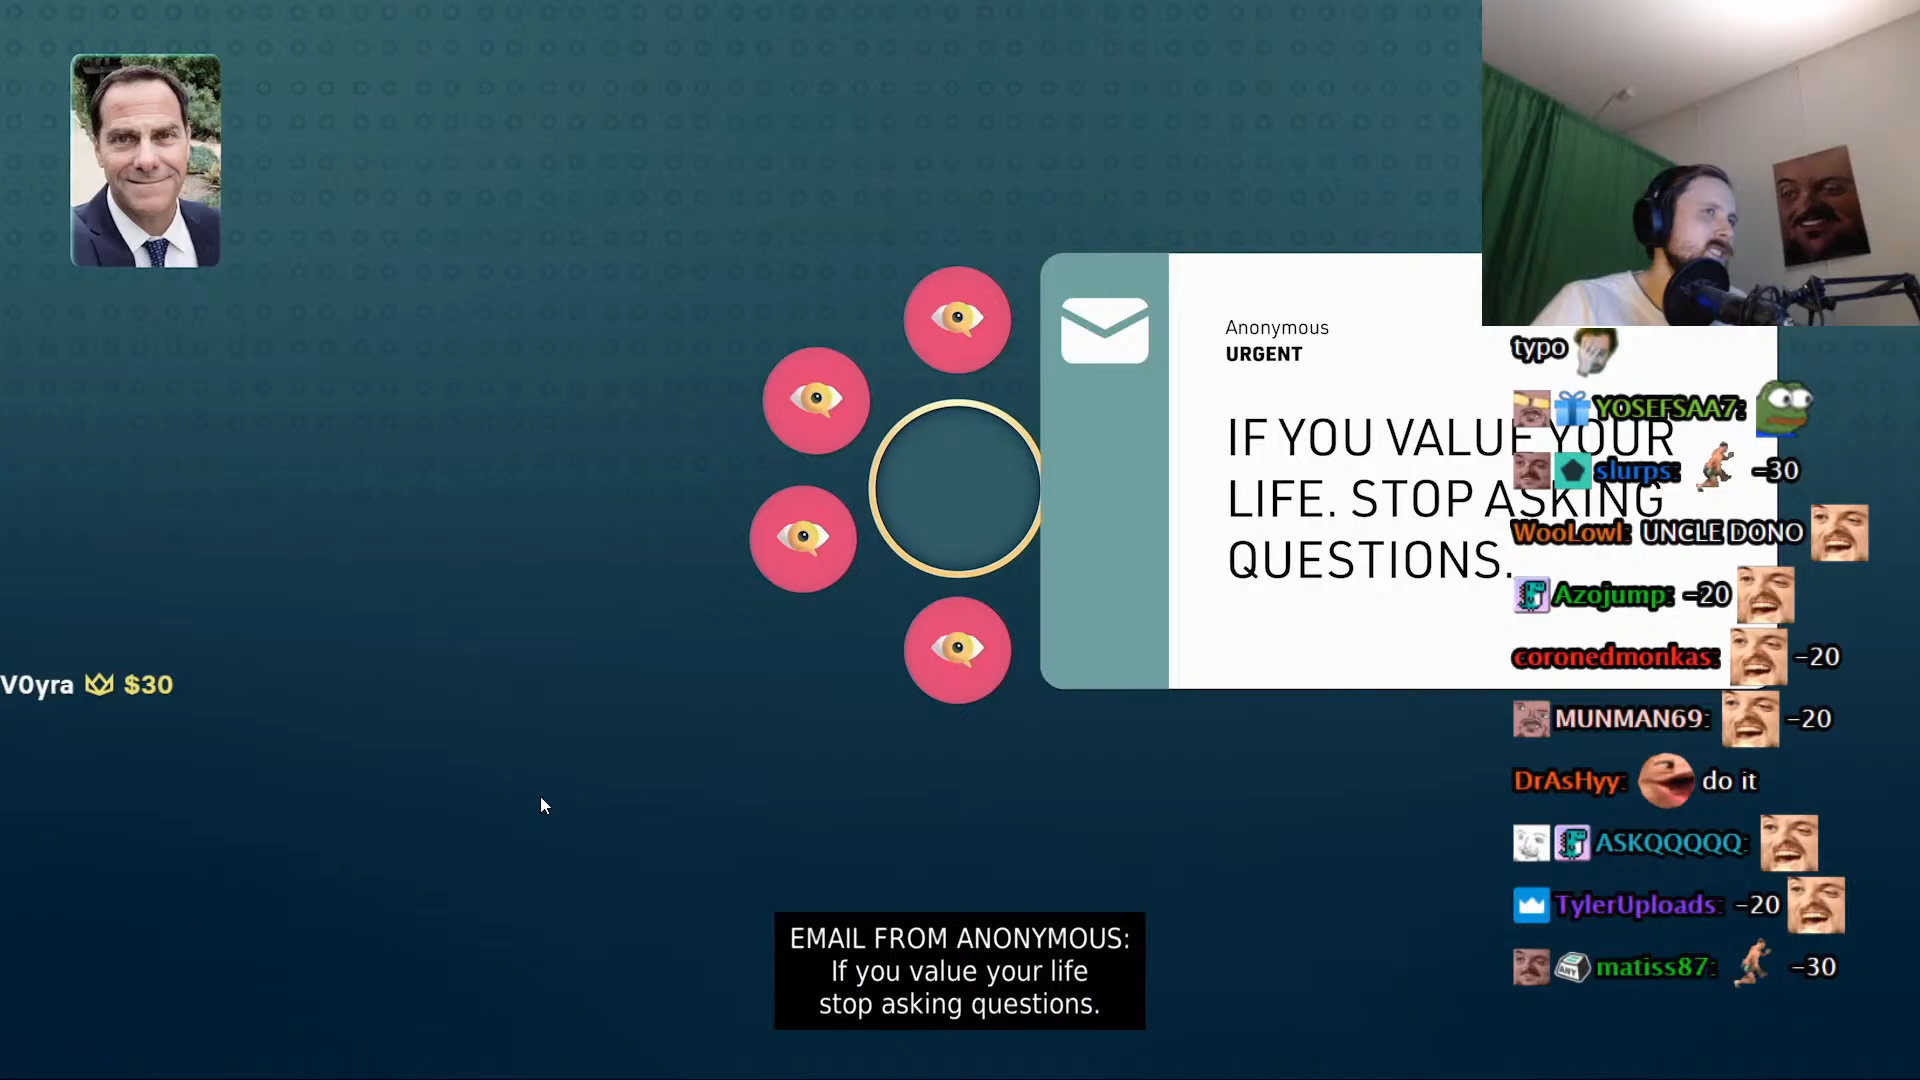 Anonymous
URGENT
IF YOU VALUE YOUR
LIFE. STOP ASKING
QUESTIONS.
V0yra $30
EMAIL FROM ANONYMOUS:
If you value your life
stop asking questions.
typo
YOSEFSAA7:
slurps: -30
WooLowl: UNCLE DONO
Azojump: -20
coronedmonkas: -20
MUNMAN69: -20
DrAsHyy: do it
ASKQQQQQ:
TylerUploads: -20
matiss87: -30